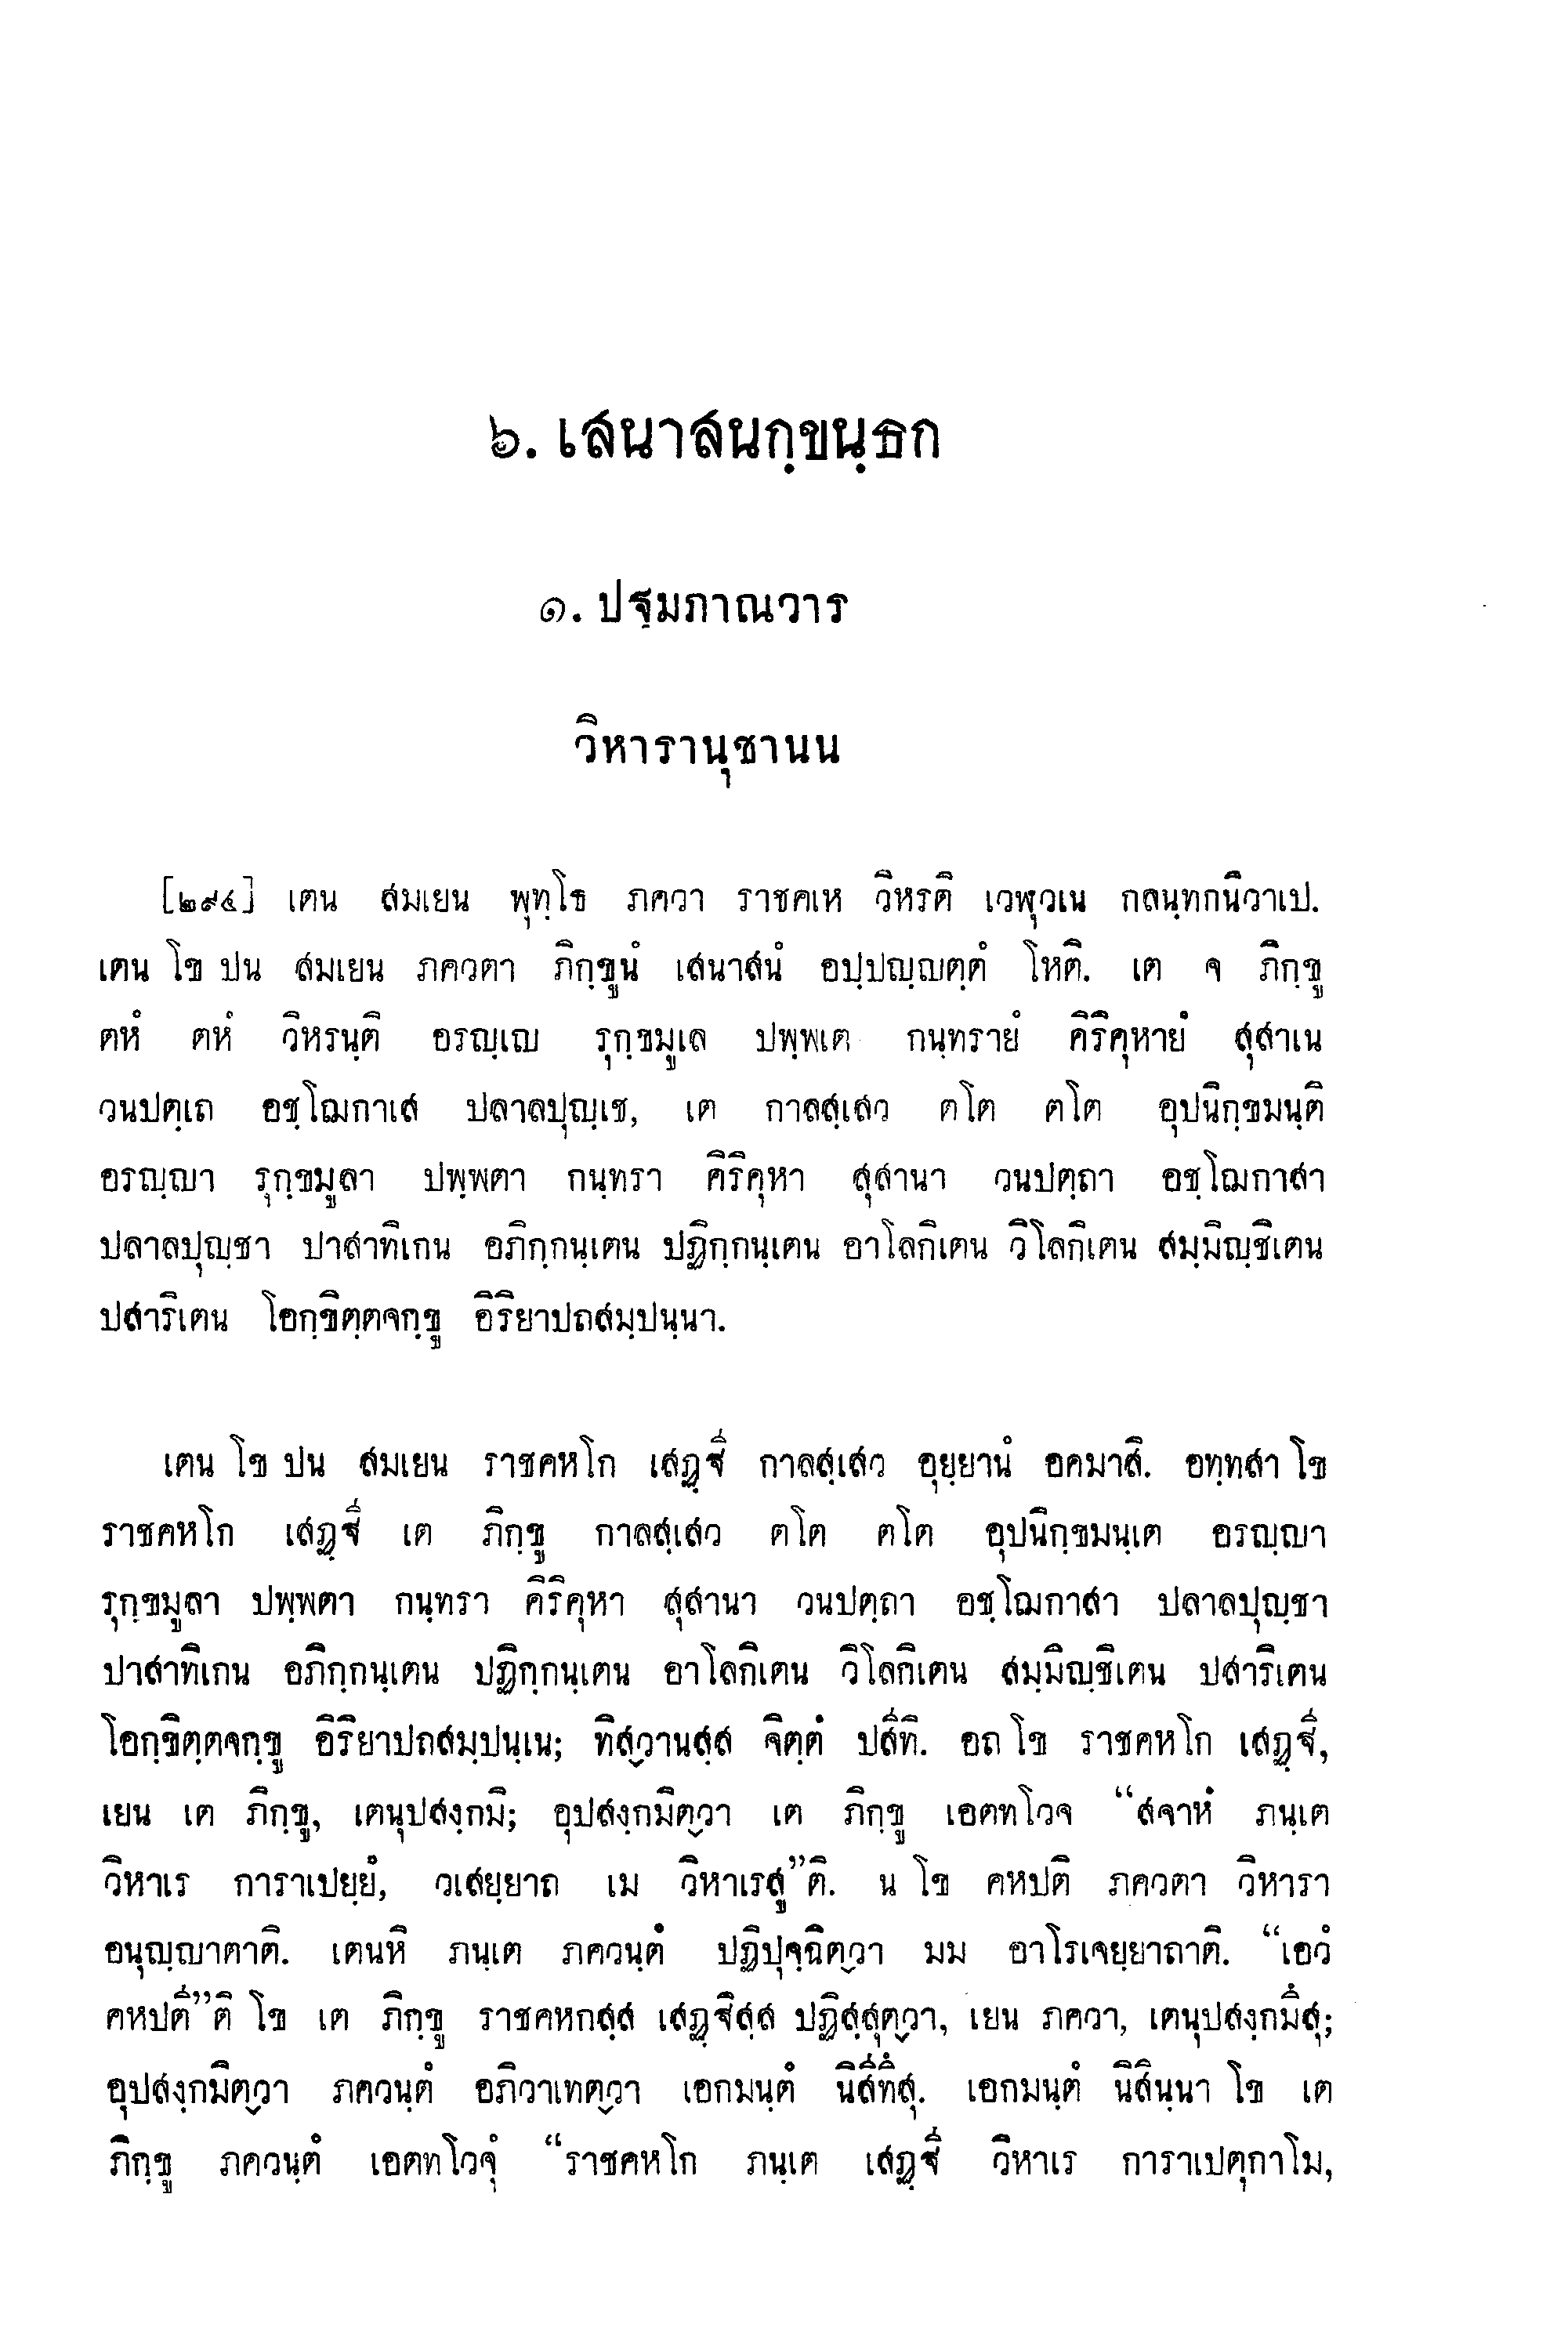 ๖. เสนาสนกฺขนฺธก
๑. ปฐมภาณวาร
วิหารานุชานน
[๒๙๔] เตน สมเยน พุทฺโธ ภควา ราชคเห วิหรติ เวฬุวเน กลนฺทกนิวาเป.
เตน โข ปน สมเยน ภควตา ภิกฺขูนํ เสนาสนํ อปฺปญฺญตฺตํ โหติ. เต จ ภิกฺขู
ตหํ ตหํ วิหรนฺติ อรญฺเญ รุกฺขมูเล ปพฺพเต กนฺทรายํ คิริคุหายํ สุสาเน
วนปตฺเถ อชฺโฌกาเส ปลาลปุญฺเช, เต กาลสฺเสว ตโต ตโต อุปนิกฺขมนฺติ
อรญฺญา รุกฺขมูลา ปพฺพตา กนฺทรา คิริคุหา สุสานา วนปตฺถา อชฺโฌกาสา
ปลาลปุญฺชา ปาสาทิเกน อภิกฺกนฺเตน ปฏิกฺกนฺเตน อาโลกิเตน วิโลกิเตน สมฺมิญฺชิเตน
ปสาริเตน โอกฺขิตฺตจกฺขู อิริยาปถสมฺปนฺนา.
เตน โข ปน สมเยน ราชคหโก เสฏฺฐี กาลสฺเสว อุยฺยานํ อคมาสิ. อทฺทสา โข
ราชคหโก เสฏฺฐี เต ภิกฺขู กาลสฺเสว ตโต ตโต อุปนิกฺขมนฺเต อรญฺญา
รุกฺขมูลา ปพฺพตา กนฺทรา คิริคุหา สุสานา วนปตฺถา อชฺโฌกาสา ปลาลปุญฺชา
ปาสาทิเกน อภิกฺกนฺเตน ปฏิกฺกนฺเตน อาโลกิเตน วิโลกิเตน สมฺมิญฺชิเตน ปสาริเตน
โอกฺขิตฺตจกฺขู อิริยาปถสมฺปนฺเน; ทิสฺวานสฺส จิตฺตํ ปสีทิ. อถ โข ราชคหโก เสฏฺฐี,
เยน เต ภิกฺขู, เตนุปสงฺกมิ; อุปสงฺกมิตฺวา เต ภิกฺขู เอตทโวจ “สจาหํ ภนฺเต
วิหาเร การาเปยฺยํ, วเสยฺยาถ เม วิหาเรสู”ติ. น โข คหปติ ภควตา วิหารา
อนุญฺญาตาติ. เตนหิ ภนฺเต ภควนฺตํ ปฏิปุจฺฉิตฺวา มม อาโรเจยฺยาถาติ. “เอวํ
คหปตี”ติ โข เต ภิกฺขู ราชคหกสฺส เสฏฺฐิสฺส ปฏิสฺสุตฺวา, เยน ภควา, เตนุปสงฺกมึสุ;
อุปสงฺกมิตฺวา ภควนฺตํ อภิวาเทตฺวา เอกมนฺตํ นิสีทึสุ. เอกมนฺตํ นิสินฺนา โข เต
ภิกฺขู ภควนฺตํ เอตทโวจุํ “ราชคหโก ภนฺเต เสฏฺฐี วิหาเร การาเปตุกาโม,